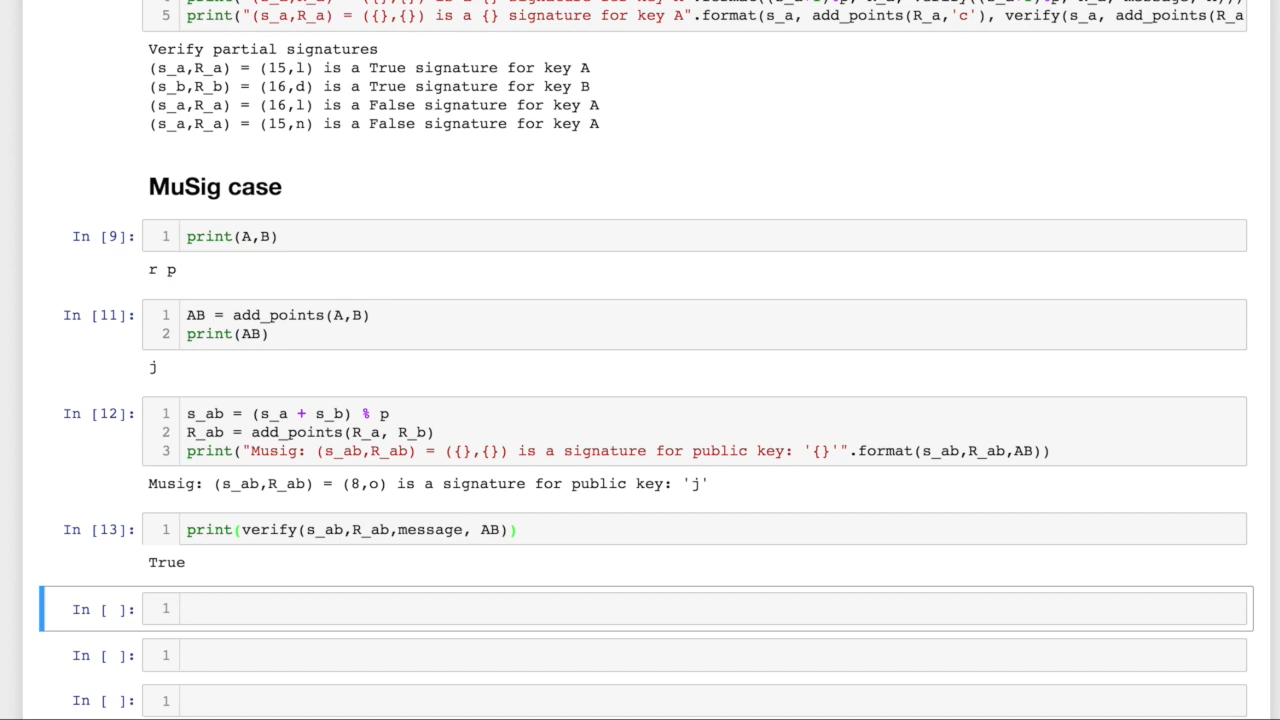 5 print("(s_a,R_a) = ({},{}) is a {} signature for key A".format(s_a, add_points(R_a,'c'), verify(s_a, add_points(R_a
Verify partial signatures
(s_a,R_a) = (15,l) is a True signature for key A
(s_b,R_b) = (16,d) is a True signature for key B
(s_a,R_a) = (16,l) is a False signature for key A
(s_a,R_a) = (15,n) is a False signature for key A
MuSig case
In [9]: 1 print(A,B)
r p
In [11]: 1 AB = add_points(A,B)
2 print(AB)
j
In [12]: 1 s_ab = (s_a + s_b) % p
2 R_ab = add_points(R_a, R_b)
3 print("Musig: (s_ab,R_ab) = ({},{}) is a signature for public key: '{}'".format(s_ab,R_ab,AB))
Musig: (s_ab,R_ab) = (8,o) is a signature for public key: 'j'
In [13]: 1 print(verify(s_ab,R_ab,message, AB))
True
In [ ]: 1
In [ ]: 1
In [ ]: 1